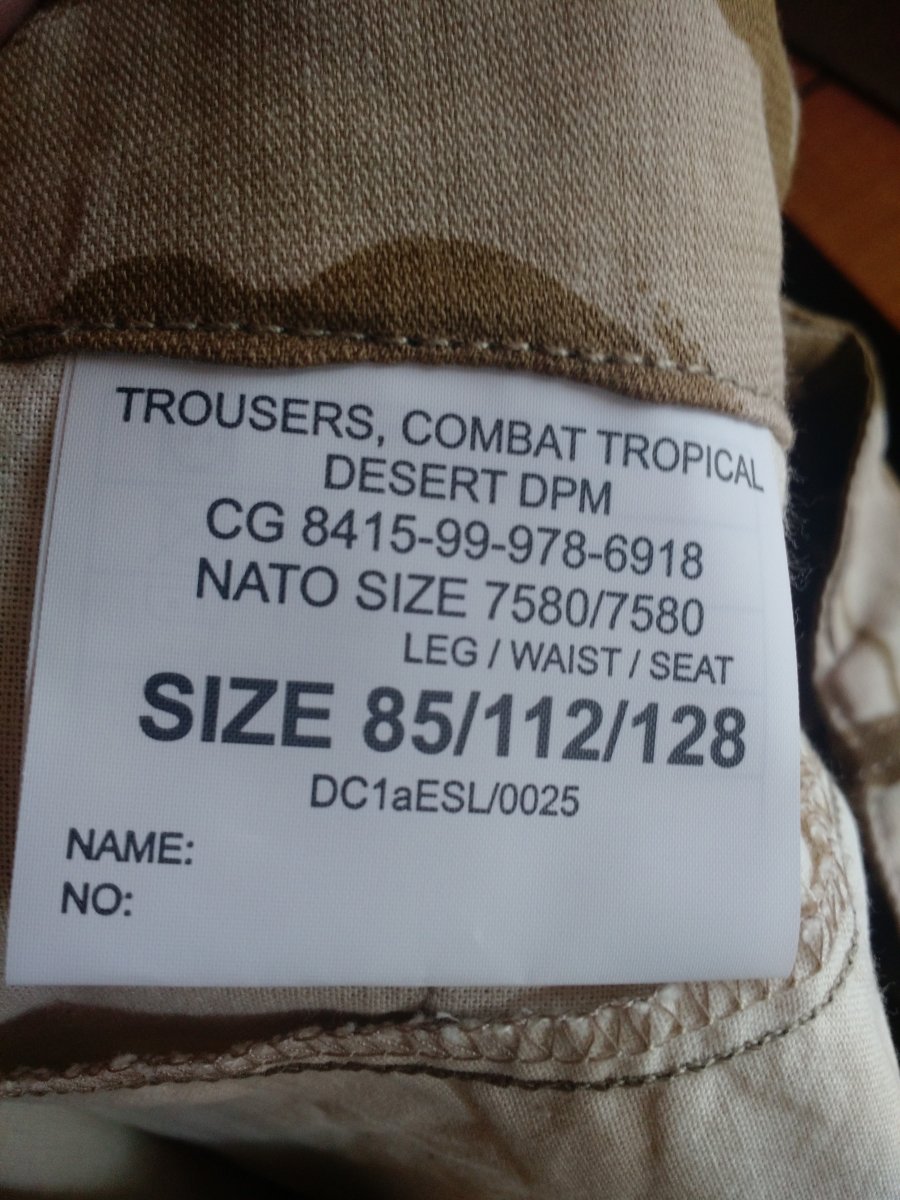 TROUSERS, COMBAT TROPICAL
DESERT DPM
CG 8415-99-978-6918
NATO SIZE 7580/7580
LEG / WAIST / SEAT
SIZE 85/112/128
DC1aESL/0025
NAME:
NO: